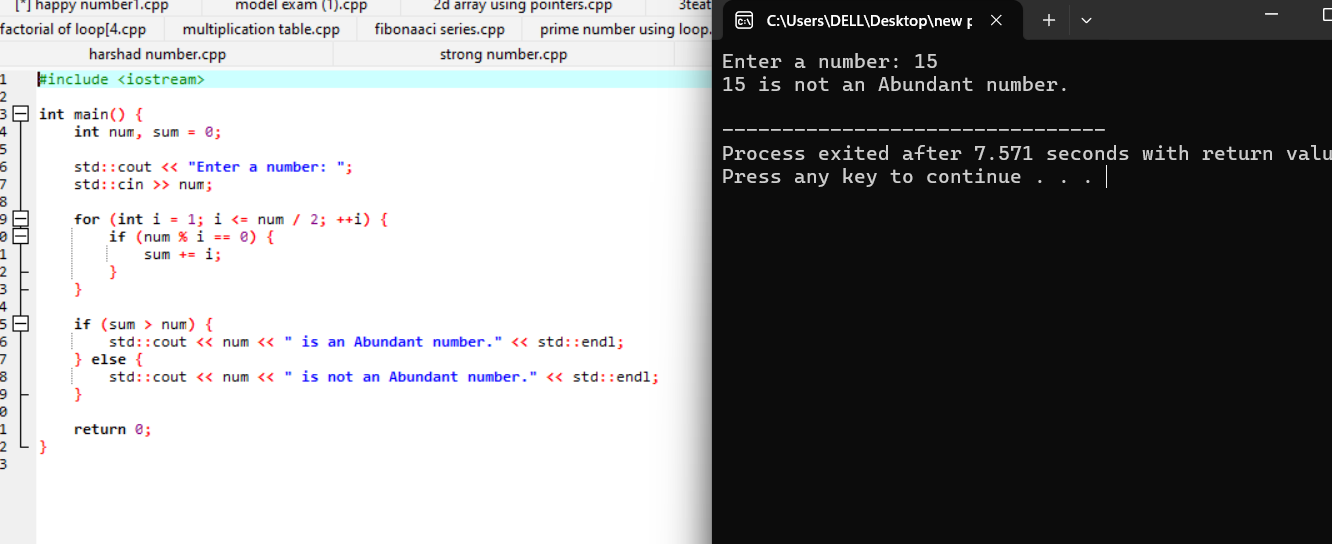 [*] happy number1.cpp model exam (1).cpp 2d array using pointers.cpp 3teat
factorial of loop[4.cpp multiplication table.cpp fibonaaci series.cpp prime number using loop.
harshad number.cpp strong number.cpp
1 #include <iostream>
2
3 int main() {
4 int num, sum = 0;
5
6 std::cout << "Enter a number: ";
7 std::cin >> num;
8
9 for (int i = 1; i <= num / 2; ++i) {
0 if (num % i == 0) {
1 sum += i;
2 }
3 }
4
5 if (sum > num) {
6 std::cout << num << " is an Abundant number." << std::endl;
7 } else {
8 std::cout << num << " is not an Abundant number." << std::endl;
9 }
0
1 return 0;
2 }
3
C:\Users\DELL\Desktop\new p
Enter a number: 15
15 is not an Abundant number.
--------------------------------
Process exited after 7.571 seconds with return valu
Press any key to continue . . .